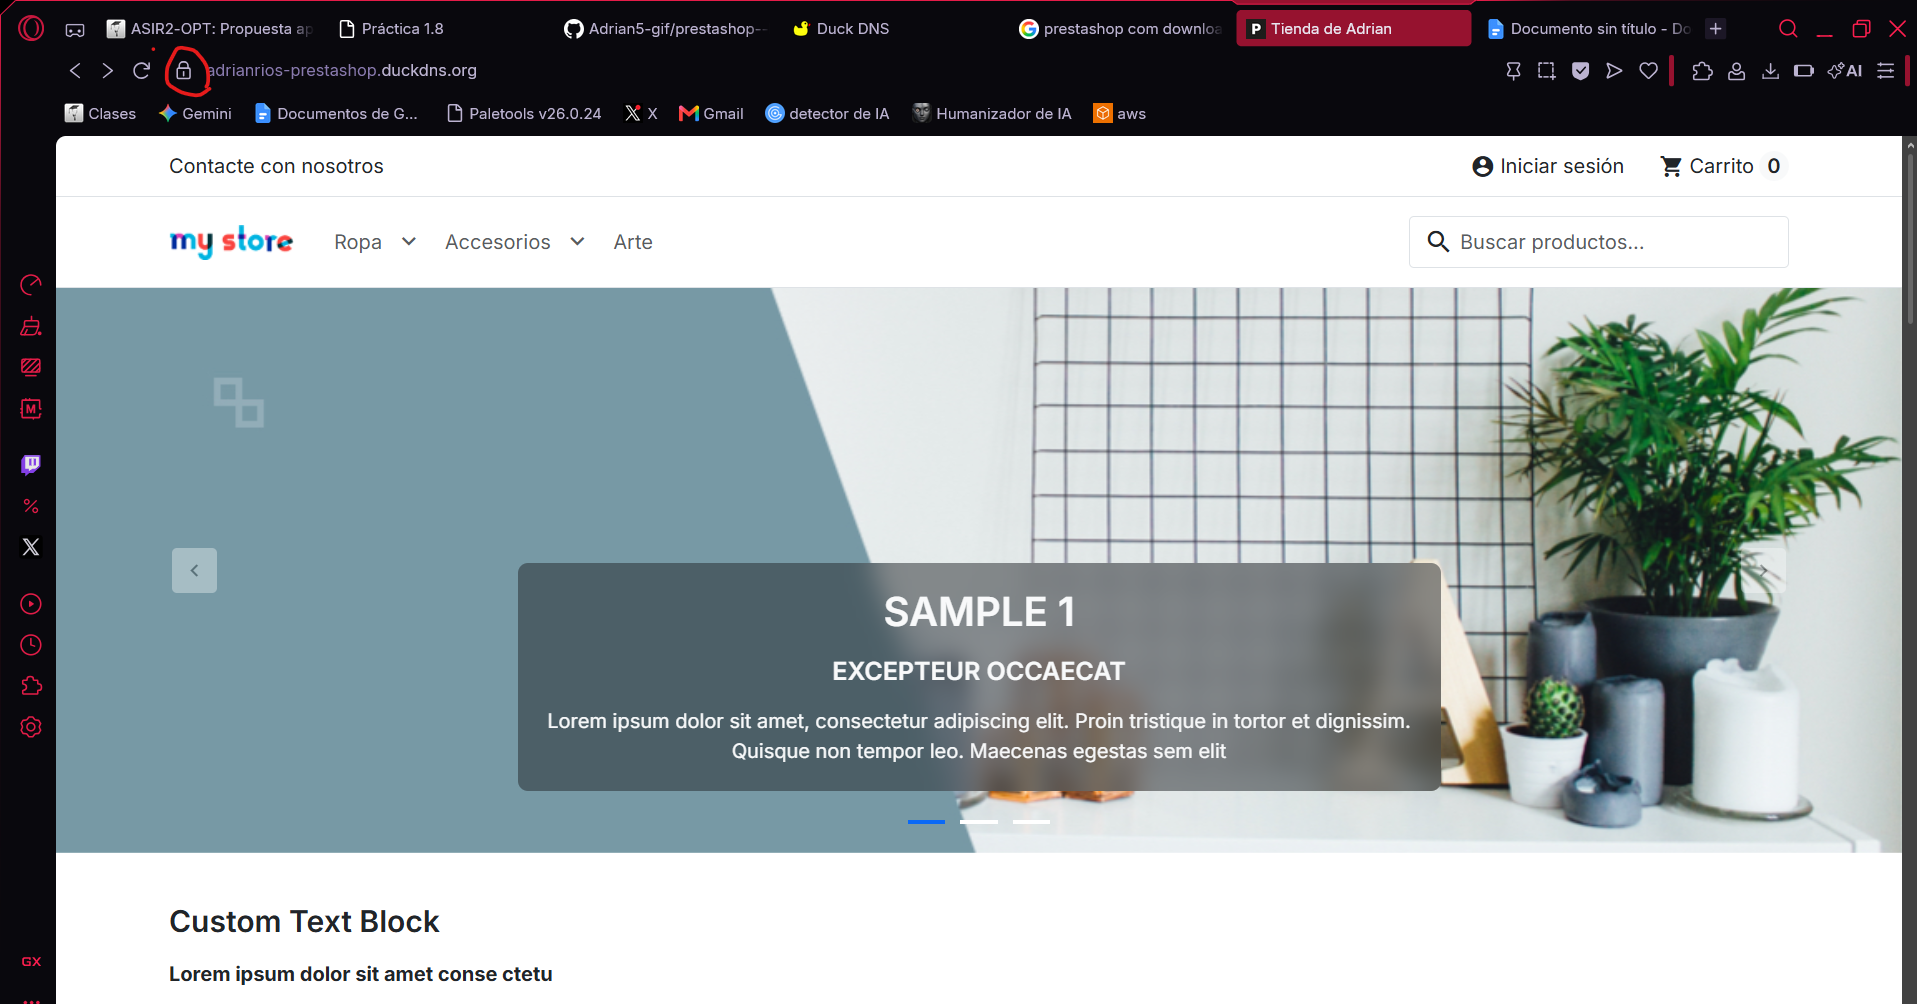 ASIR2-OPT: Propuesta ap
Práctica 1.8
Adrian5-gif/prestashop-
Duck DNS
prestashop com downloa
P Tienda de Adrian
Documento sin título - Do
adrianrios-prestashop.duckdns.org
AI
Clases
Gemini
Documentos de G...
Paletools v26.0.24
X
Gmail
detector de IA
Humanizador de IA
aws
Contacte con nosotros
Iniciar sesión
Carrito 0
my store
Ropa
Accesorios
Arte
Buscar productos...
M
SAMPLE 1
EXCEPTEUR OCCAECAT
Lorem ipsum dolor sit amet, consectetur adipiscing elit. Proin tristique in tortor et dignissim.
Quisque non tempor leo. Maecenas egestas sem elit
Custom Text Block
GX
Lorem ipsum dolor sit amet conse ctetu